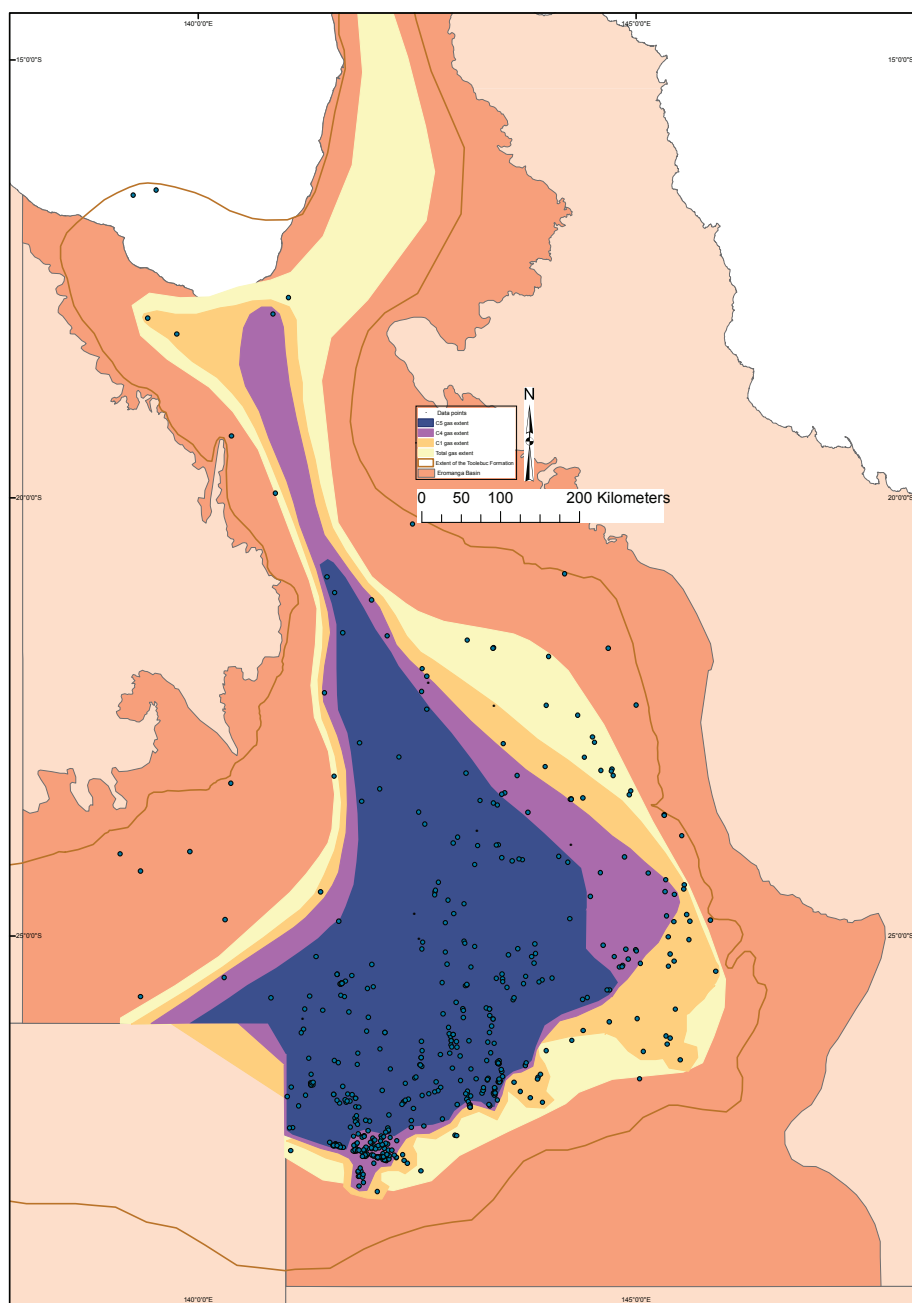 140°0'0"E 145°0'0"E
15°0'0"S 15°0'0"S
N
Data points
C5 gas extent
C4 gas extent
C1 gas extent
Total gas extent
Extent of the Toolebuc Formation
Eromanga Basin
0 50 100 200 Kilometers
20°0'0"S 20°0'0"S
25°0'0"S 25°0'0"S
140°0'0"E 145°0'0"E